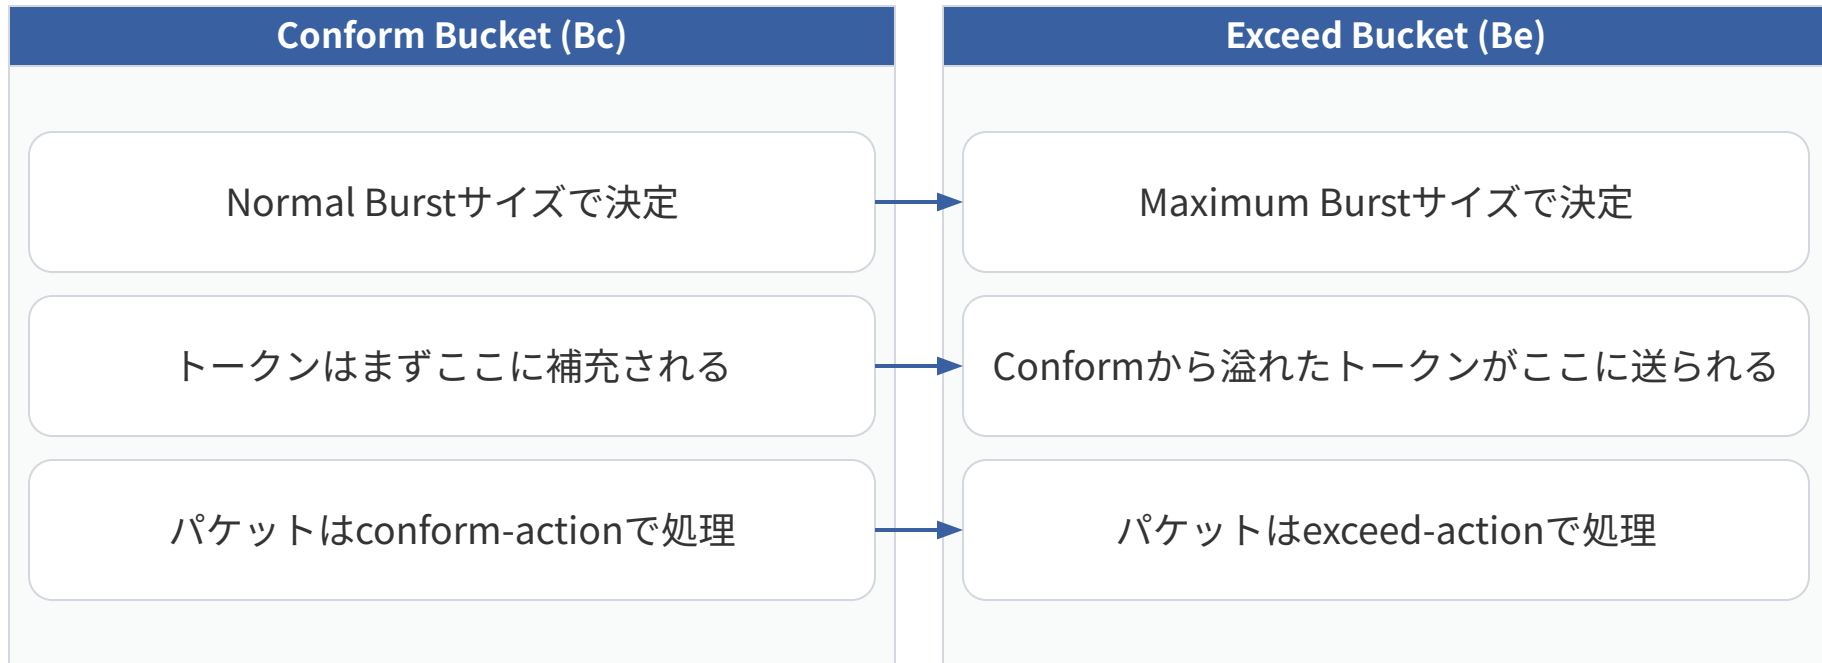 Conform Bucket (Bc)
Normal Burstサイズで決定
トークンはまずここに補充される
パケットはconform-actionで処理
Exceed Bucket (Be)
Maximum Burstサイズで決定
Conformから溢れたトークンがここに送られる
パケットはexceed-actionで処理